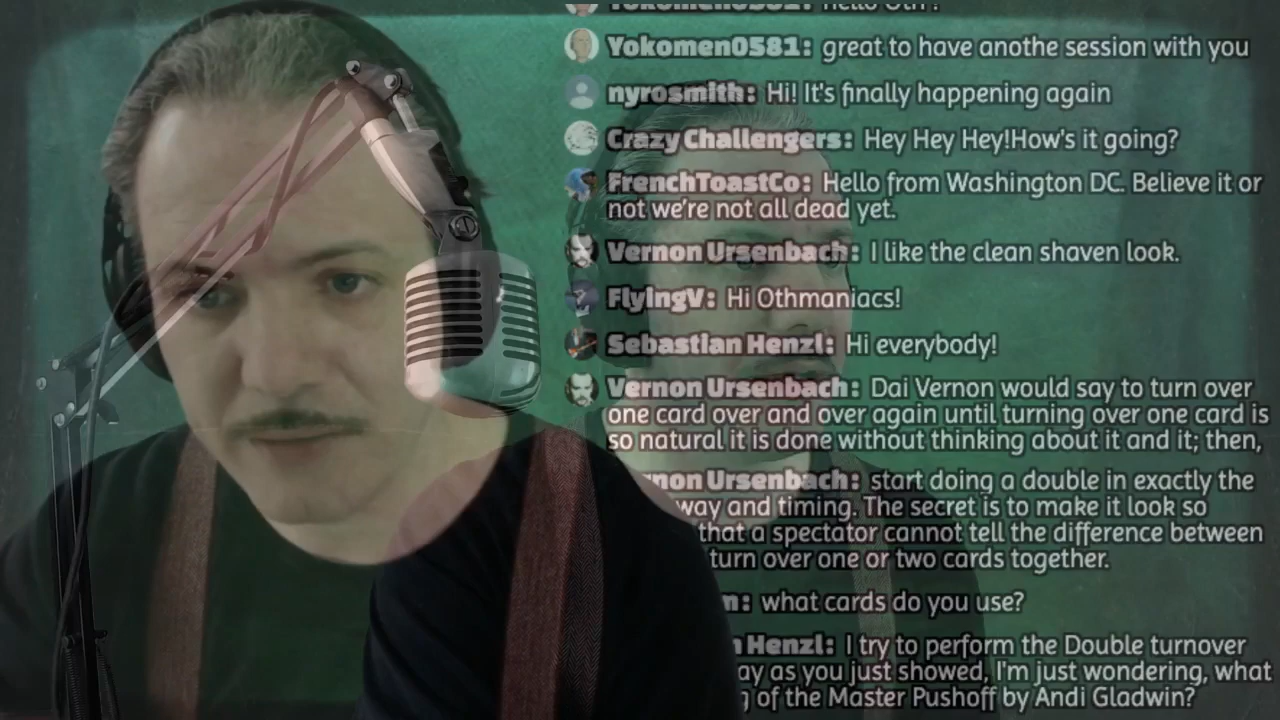 Yokomen0581: hello Oth !
Yokomen0581: great to have anothe session with you
nyrosmith: Hi! It's finally happening again
Crazy Challengers: Hey Hey Hey!How's it going?
FrenchToastCo: Hello from Washington DC. Believe it or
not we're not all dead yet.
Vernon Ursenbach: I like the clean shaven look.
FlyingV: Hi Othmaniacs!
Sebastian Henzl: Hi everybody!
Vernon Ursenbach: Dai Vernon would say to turn over
one card over and over again until turning over one card is
so natural it is done without thinking about it and it; then,
non Ursenbach: start doing a double in exactly the
way and timing. The secret is to make it look so
that a spectator cannot tell the difference between
turn over one or two cards together.
: what cards do you use?
Henzl: I try to perform the Double turnover
as you just showed, I'm just wondering, what
of the Master Pushoff by Andi Gladwin?